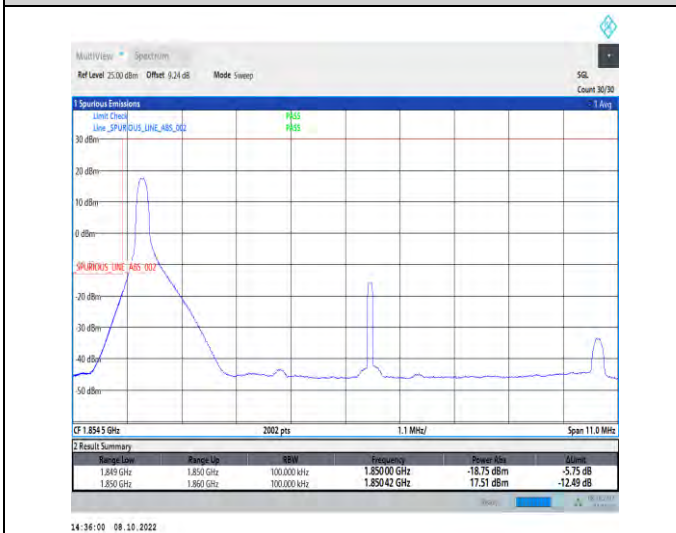 MultiView Spectrum
Ref Level 25.00 dBm Offset 9.24 dB Mode Sweep SGL
Count 30/30
1 Spurious Emissions 1 Avg
Limit Check PASS
Line _SPURIOUS_LINE_ABS_002 PASS
30 dBm
20 dBm
10 dBm
0 dBm
SPURIOUS_LINE_ABS_002
-20 dBm
-30 dBm
-40 dBm
-50 dBm
CF 1.8545 GHz 2002 pts 1.1 MHz/ Span 11.0 MHz
2 Result Summary
Range Low Range Up RBW Frequency Power Abs ΔLimit
1.849 GHz 1.850 GHz 100.000 kHz 1.85000 GHz -18.75 dBm -5.75 dB
1.850 GHz 1.860 GHz 100.000 kHz 1.85042 GHz 17.51 dBm -12.49 dB
Ready
14:36:00 08.10.2022